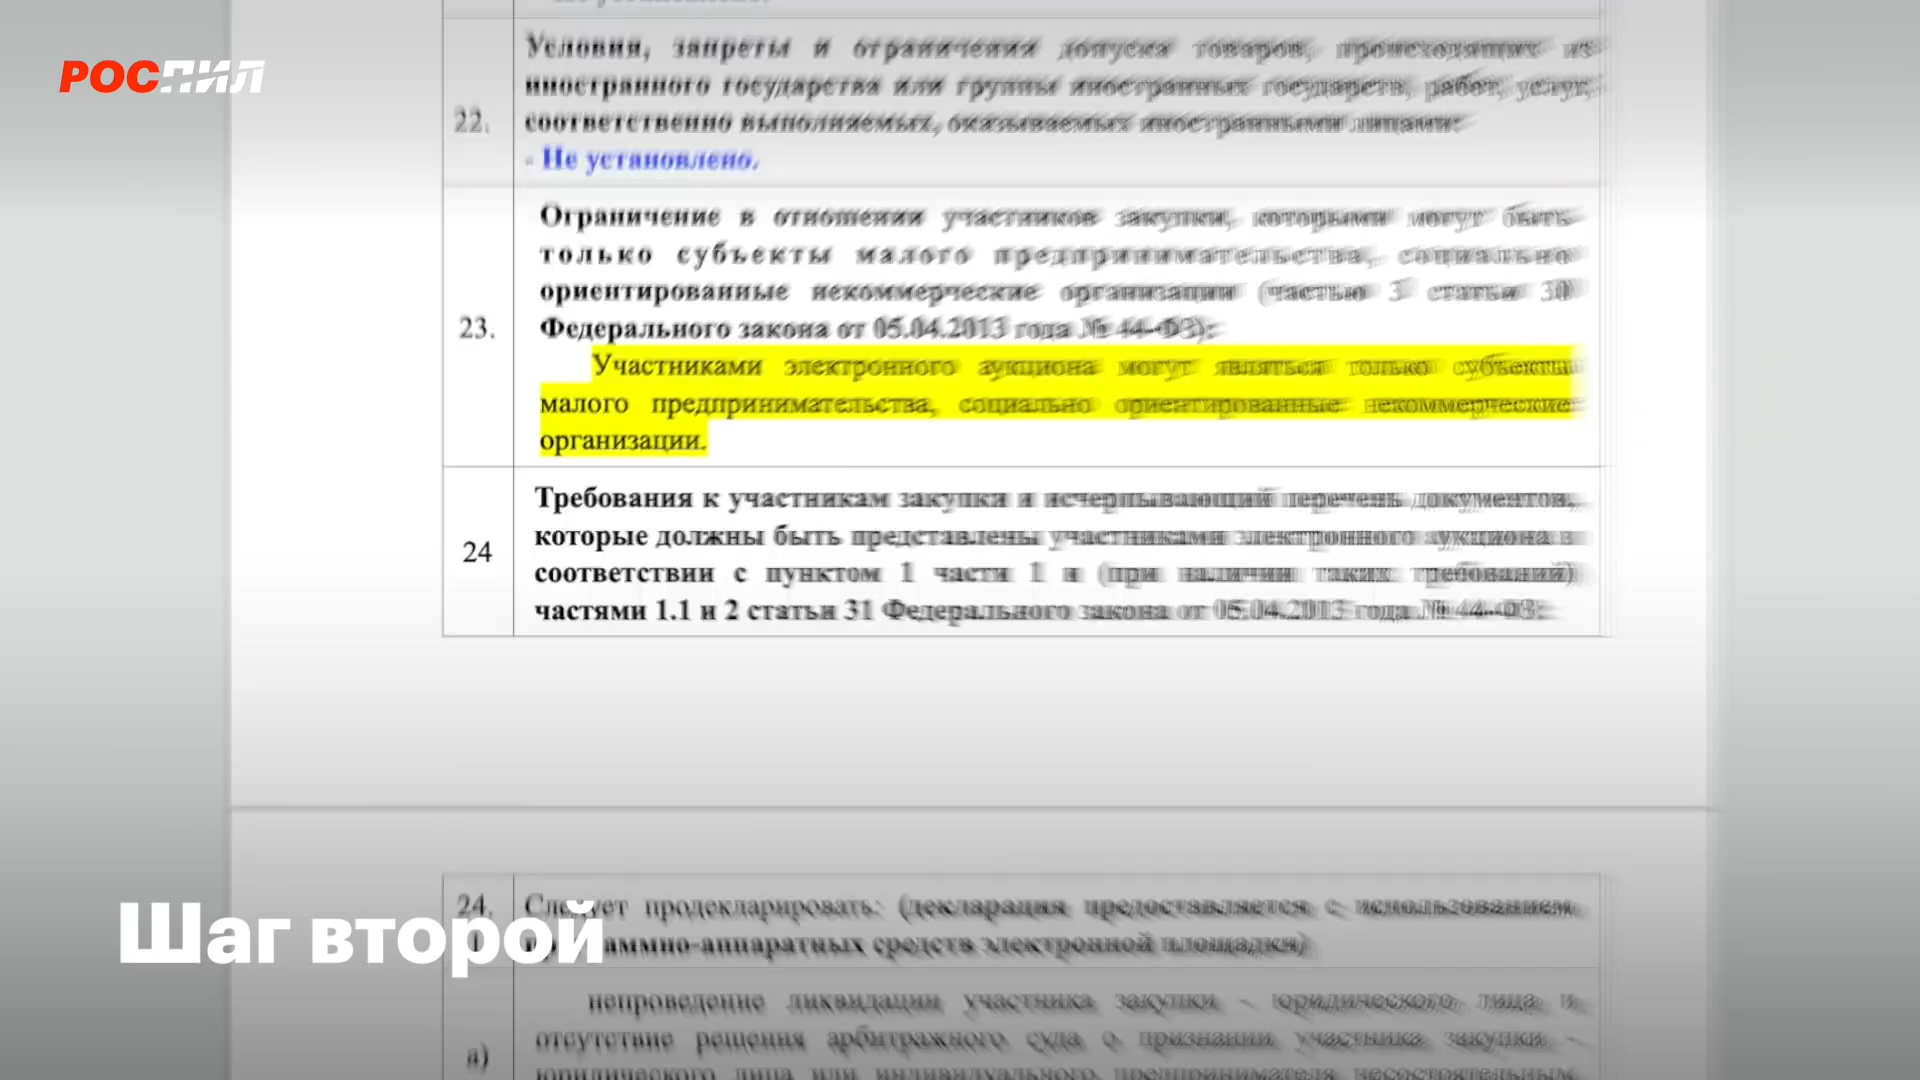 РОСПИЛ
Условия, запреты и ограничения допуска товаров, происходящих из
иностранного государства или группы иностранных государств, работ, услуг,
22. соответственно выполняемых, оказываемых иностранными лицами:
- Не установлено.
Ограничение в отношении участников закупки, которыми могут быть
только субъекты малого предпринимательства, социально
ориентированные некоммерческие организации (частью 3 статьи 30
23. Федерального закона от 05.04.2013 года № 44-ФЗ):
Участниками электронного аукциона могут являться только субъекты
малого предпринимательства, социально ориентированные некоммерческие
организации.
Требования к участникам закупки и исчерпывающий перечень документов,
которые должны быть представлены участниками электронного аукциона в
24 соответствии с пунктом 1 части 1 и (при наличии таких требований)
частями 1.1 и 2 статьи 31 Федерального закона от 05.04.2013 года № 44-ФЗ:
24. Следует продекларировать: (декларация предоставляется с использованием
средств электронной площадки)
Шаг второй
непроведение ликвидации участника закупки - юридического лица и
отсутствие решения арбитражного суда о признании участника закупки -
а) юридического лица или индивидуального предпринимателя несостоятельным